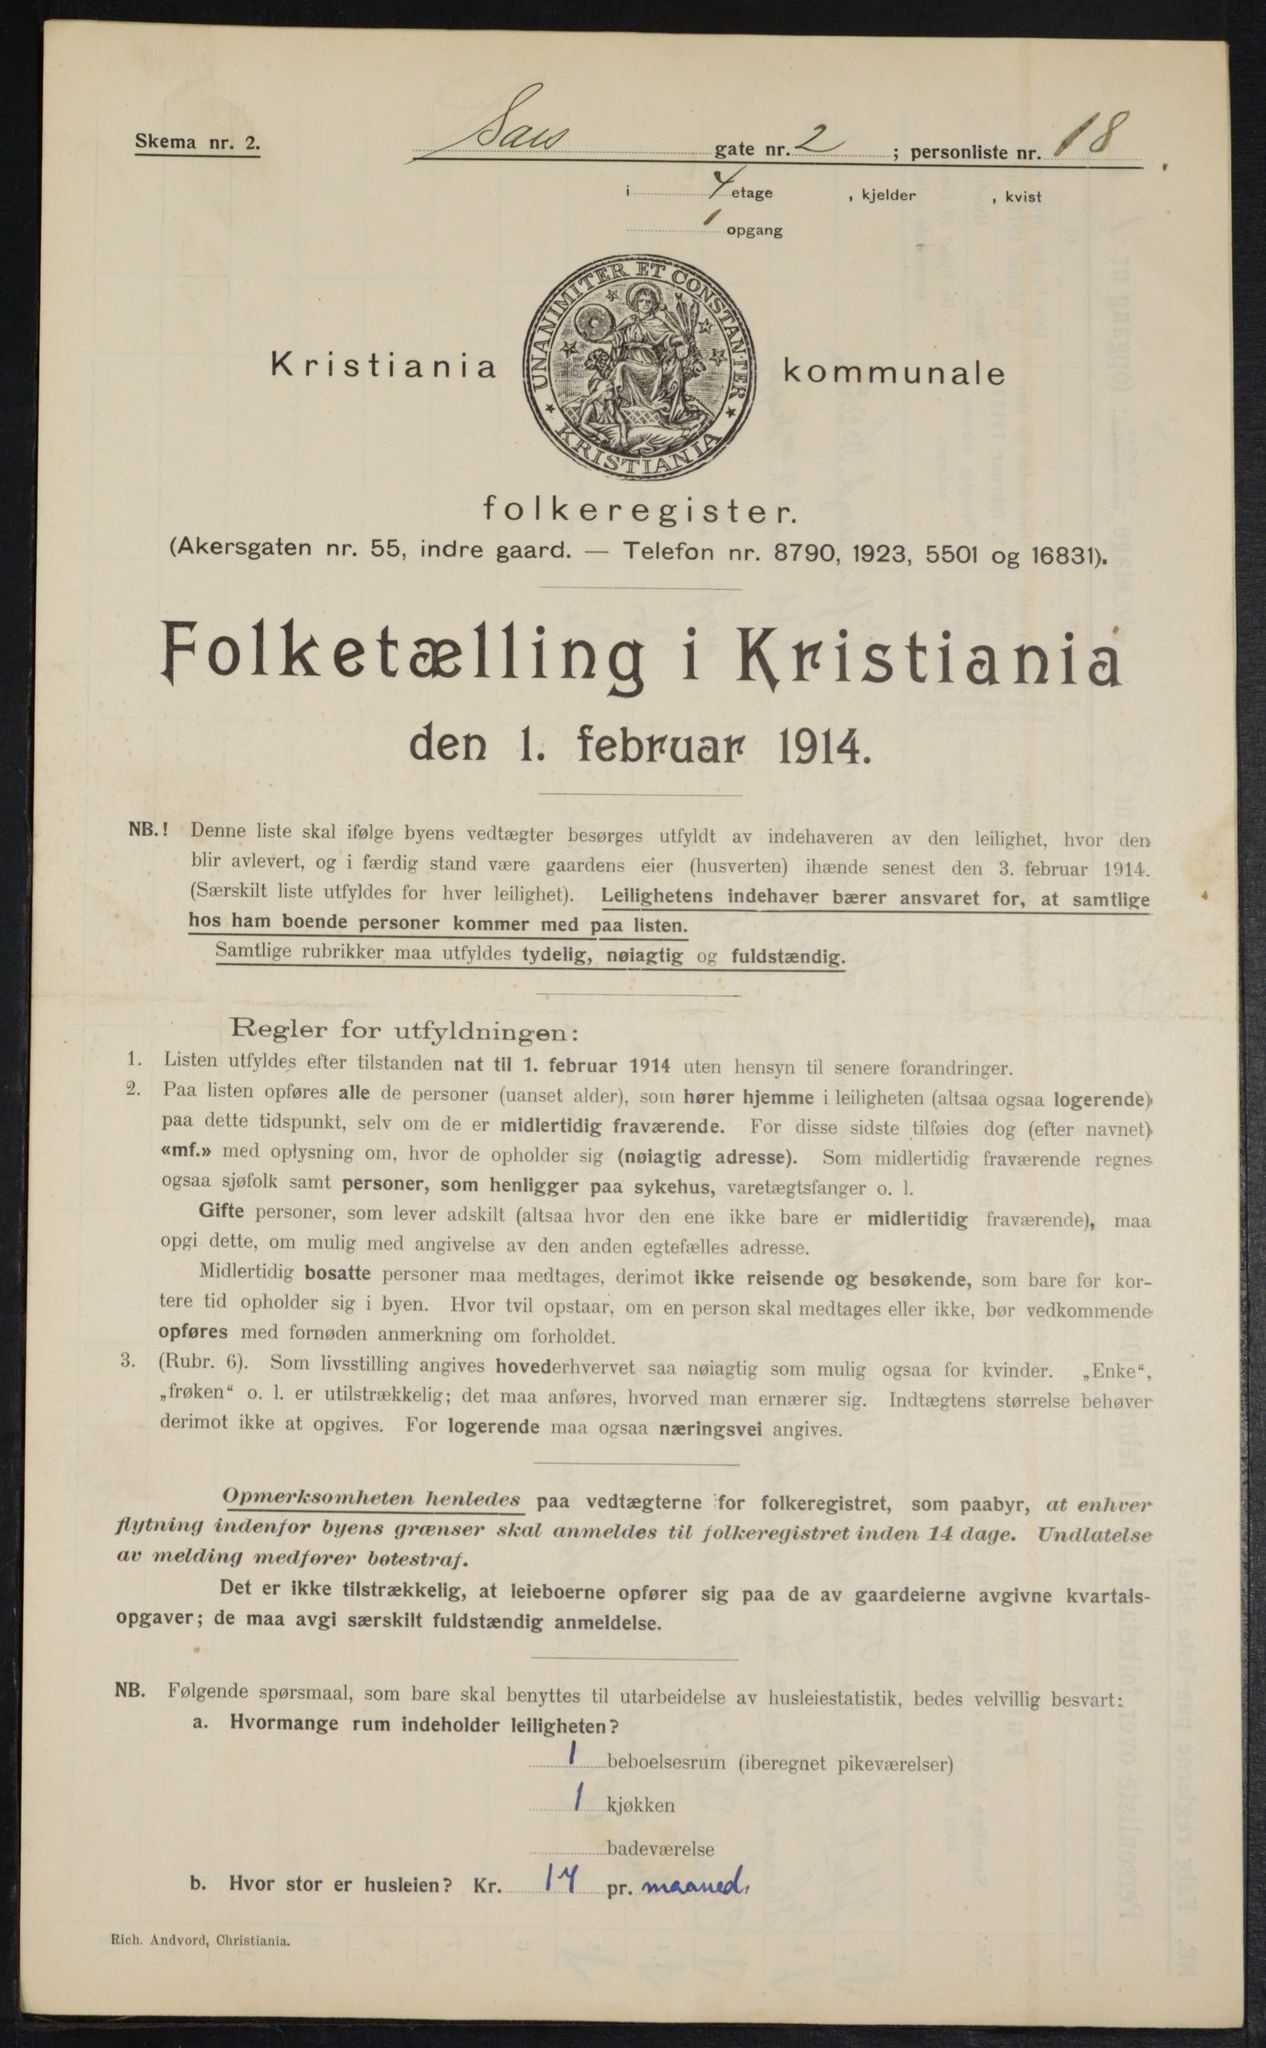 Skema nr. 2.
Sars gate nr. 2 ; personliste nr. 18
i 4 etage , kjelder , kvist
1 opgang
UNANIMITER ET CONSTANTER
KRISTIANIA
Kristiania kommunale
folkeregister.
(Akersgaten nr. 55, indre gaard. — Telefon nr. 8790, 1923, 5501 og 16831).
Folketælling i Kristiania
den 1. februar 1914.
NB.! Denne liste skal ifølge byens vedtægter besørges utfyldt av indehaveren av den leilighet, hvor den
blir avlevert, og i færdig stand være gaardens eier (husverten) ihænde senest den 3. februar 1914.
(Særskilt liste utfyldes for hver leilighet). Leilighetens indehaver bærer ansvaret for, at samtlige
hos ham boende personer kommer med paa listen.
Samtlige rubrikker maa utfyldes tydelig, nøiagtig og fuldstændig.
Regler for utfyldningen:
1. Listen utfyldes efter tilstanden nat til 1. februar 1914 uten hensyn til senere forandringer.
2. Paa listen opføres alle de personer (uanset alder), som hører hjemme i leiligheten (altsaa ogsaa logerende)
paa dette tidspunkt, selv om de er midlertidig fraværende. For disse sidste tilføies dog (efter navnet)
«mf.» med oplysning om, hvor de opholder sig (nøiagtig adresse). Som midlertidig fraværende regnes
ogsaa sjøfolk samt personer, som henligger paa sykehus, varetægtsfanger o. l.
Gifte personer, som lever adskilt (altsaa hvor den ene ikke bare er midlertidig fraværende), maa
opgi dette, om mulig med angivelse av den anden egtefælles adresse.
Midlertidig bosatte personer maa medtages, derimot ikke reisende og besøkende, som bare for kor-
tere tid opholder sig i byen. Hvor tvil opstaar, om en person skal medtages eller ikke, bør vedkommende
opføres med fornøden anmerkning om forholdet.
3. (Rubr. 6). Som livsstilling angives hovederhvervet saa nøiagtig som mulig ogsaa for kvinder. „Enke“,
„frøken“ o. l. er utilstrækkelig; det maa anføres, hvorved man ernærer sig. Indtægtens størrelse behøver
derimot ikke at opgives. For logerende maa ogsaa næringsvei angives.
Opmerksomheten henledes paa vedtægterne for folkeregistret, som paabyr, at enhver
flytning indenfor byens grænser skal anmeldes til folkeregistret inden 14 dage. Undlatelse
av melding medfører bøtestraf.
Det er ikke tilstrækkelig, at leieboerne opfører sig paa de av gaardeierne avgivne kvartals-
opgaver; de maa avgi særskilt fuldstændig anmeldelse.
NB. Følgende spørsmaal, som bare skal benyttes til utarbeidelse av husleiestatistik, bedes velvillig besvart:
a. Hvormange rum indeholder leiligheten?
1 beboelsesrum (iberegnet pikeværelser)
1 kjøkken
badeværelse
b. Hvor stor er husleien? Kr. 17 pr. maaned.
Rich. Andvord, Christiania.